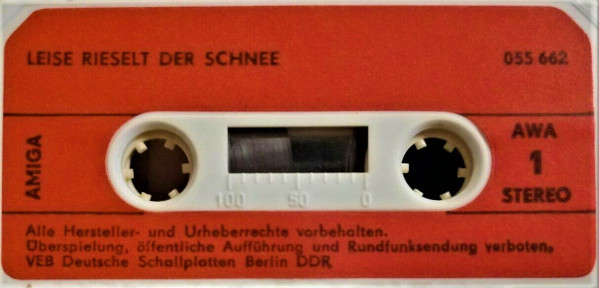 LEISE RIESELT DER SCHNEE
055 662
AMIGA
AWA
1
STEREO
100 50 0
Alle Hersteller- und Urheberrechte vorbehalten.
Überspielung, öffentliche Aufführung und Rundfunksendung verboten.
VEB Deutsche Schallplatten Berlin DDR